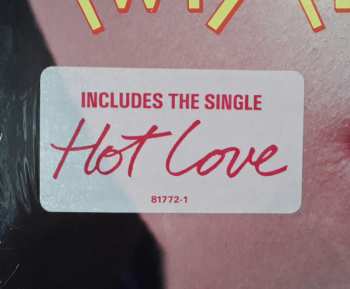 INCLUDES THE SINGLE
Hot Love
81772-1